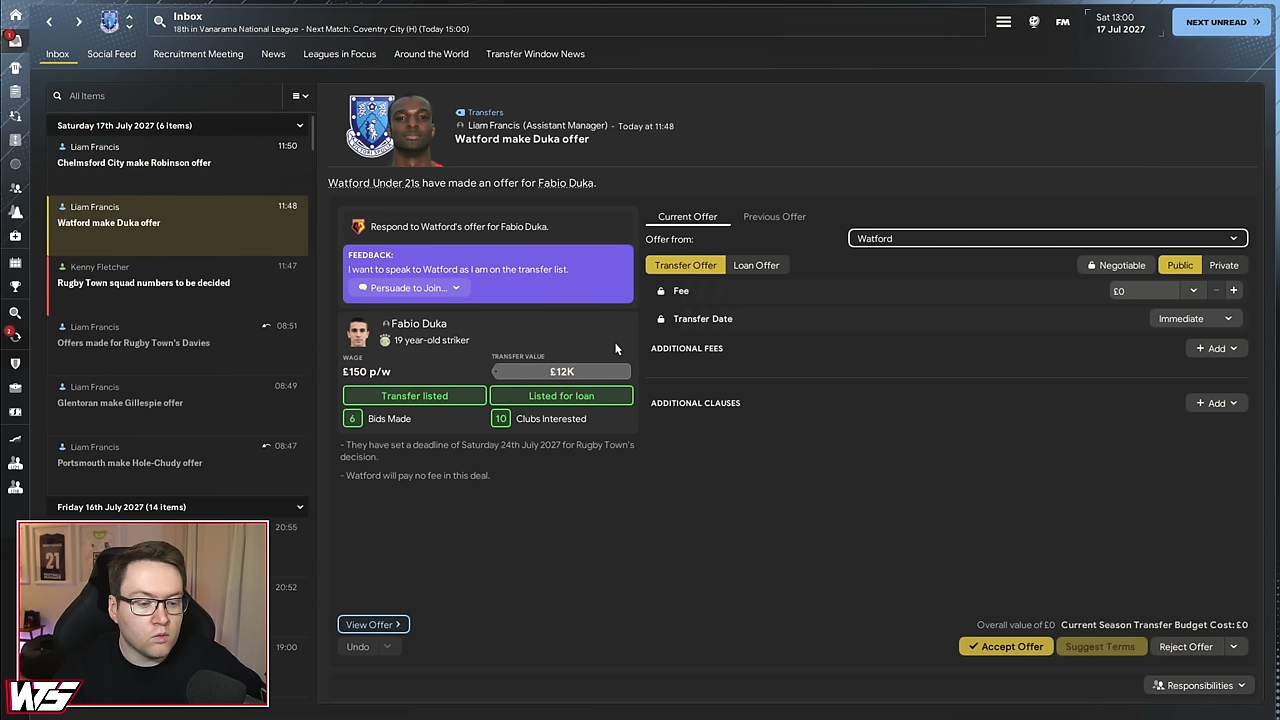 Inbox
18th in Vanarama National League - Next Match: Coventry City (H) (Today 15:00)
FM
Sat 13:00
17 Jul 2027
NEXT UNREAD
1
Inbox
Social Feed
Recruitment Meeting
News
Leagues in Focus
Around the World
Transfer Window News
All Items
Saturday 17th July 2027 (6 items)
Liam Francis
11:50
Chelmsford City make Robinson offer
Liam Francis
11:48
Watford make Duka offer
Kenny Fletcher
11:47
Rugby Town squad numbers to be decided
2
Liam Francis
08:51
Offers made for Rugby Town's Davies
Liam Francis
08:49
Glentoran make Gillespie offer
Liam Francis
08:47
Portsmouth make Hole-Chudy offer
Friday 16th July 2027 (14 items)
20:55
20:52
19:00
21
WTS
Transfers
Liam Francis (Assistant Manager) - Today at 11:48
Watford make Duka offer
Watford Under 21s have made an offer for Fabio Duka.
Respond to Watford's offer for Fabio Duka.
FEEDBACK:
I want to speak to Watford as I am on the transfer list.
Persuade to Join...
Fabio Duka
19 year-old striker
WAGE
TRANSFER VALUE
£150 p/w
£12K
Transfer listed
Listed for loan
6 Bids Made
10 Clubs Interested
- They have set a deadline of Saturday 24th July 2027 for Rugby Town's
decision.
- Watford will pay no fee in this deal.
View Offer
Undo
Current Offer
Previous Offer
Offer from:
Watford
Transfer Offer
Loan Offer
Negotiable
Public
Private
Fee
£0
Transfer Date
Immediate
ADDITIONAL FEES
Add
ADDITIONAL CLAUSES
Add
Overall value of £0 Current Season Transfer Budget Cost: £0
Accept Offer
Suggest Terms
Reject Offer
Responsibilities